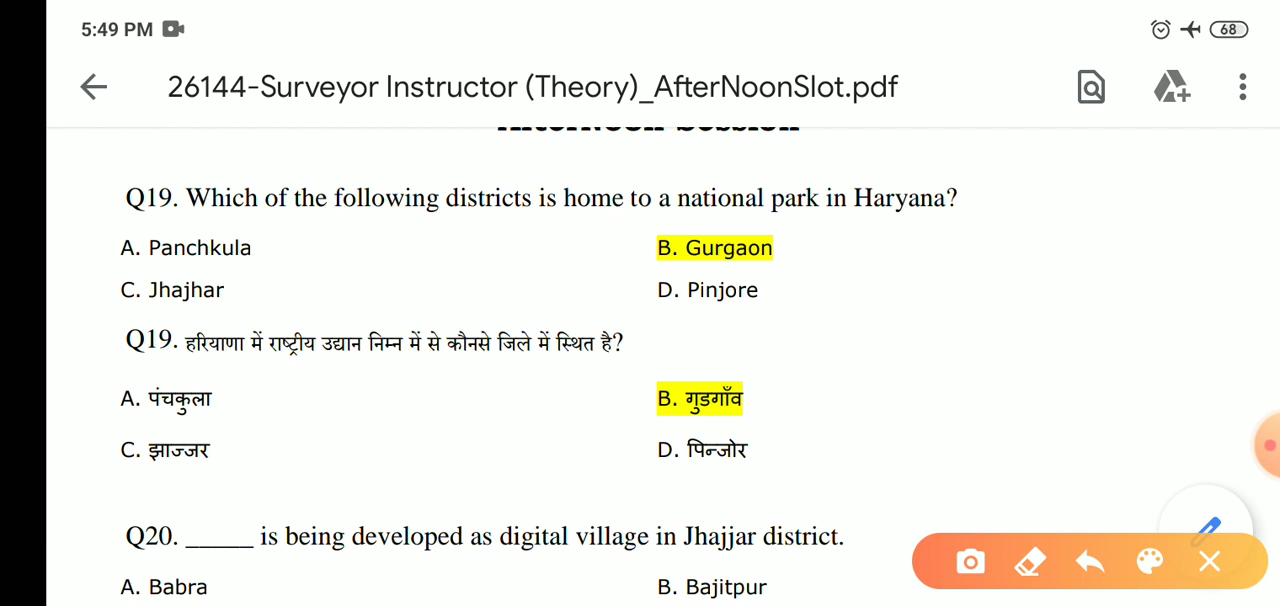 5:49 PM 68
26144-Surveyor Instructor (Theory)_AfterNoonSlot.pdf
Q19. Which of the following districts is home to a national park in Haryana?
A. Panchkula B. Gurgaon
C. Jhajhar D. Pinjore
Q19. हरियाणा में राष्ट्रीय उद्यान निम्न में से कौनसे जिले में स्थित है?
A. पंचकुला B. गुडगाँव
C. झाज्जर D. पिन्जोर
Q20. _____ is being developed as digital village in Jhajjar district.
A. Babra B. Bajitpur